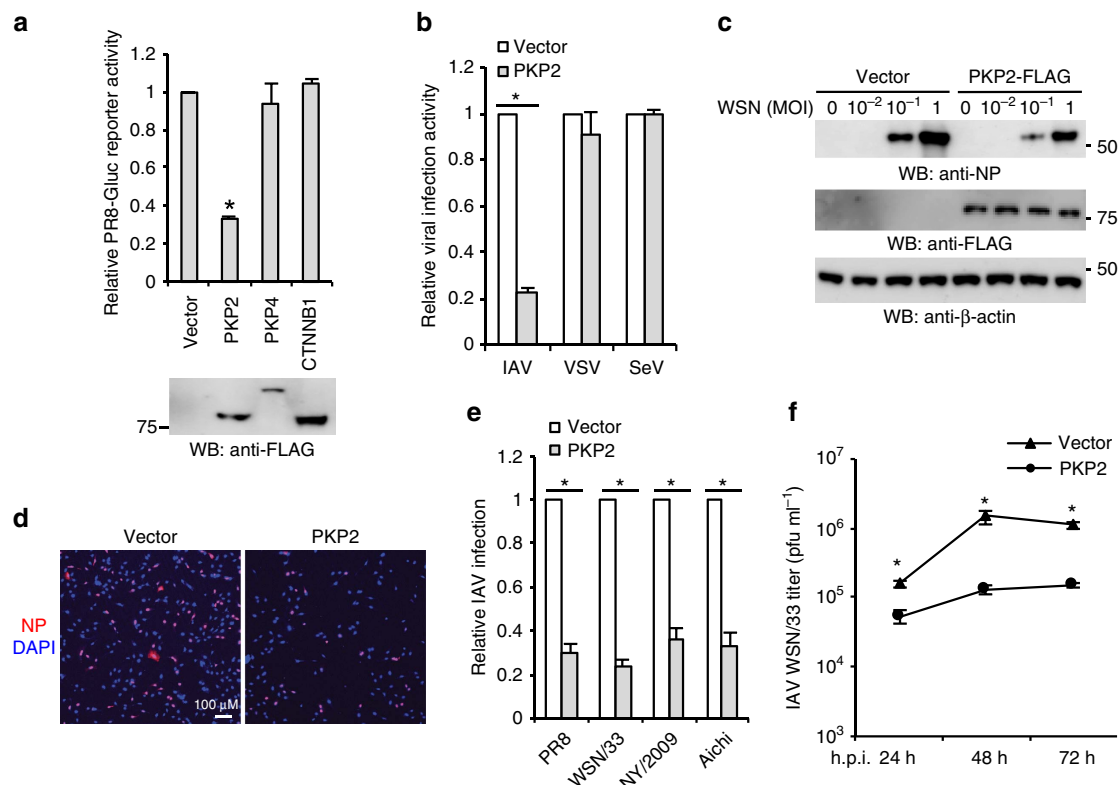 a
Relative PR8-Gluc reporter activity
1.2
1
0.8
0.6
0.4
0.2
0
*
Vector
PKP2
PKP4
CTNNB1
75
WB: anti-FLAG
b
Vector
PKP2
Relative viral infection activity
1.2
1
0.8
0.6
0.4
0.2
0
*
IAV
VSV
SeV
c
Vector
PKP2-FLAG
WSN (MOI) 0 10⁻² 10⁻¹ 1 0 10⁻² 10⁻¹ 1
50
WB: anti-NP
75
WB: anti-FLAG
50
WB: anti-β-actin
d
Vector
PKP2
NP
DAPI
100 μM
e
Vector
PKP2
Relative IAV infection
1.2
1
0.8
0.6
0.4
0.2
0
* * * *
PR8
WSN/33
NY/2009
Aichi
f
Vector
PKP2
IAV WSN/33 titer (pfu ml⁻¹)
10⁷
10⁶
10⁵
10⁴
10³
* * *
h.p.i. 24 h 48 h 72 h